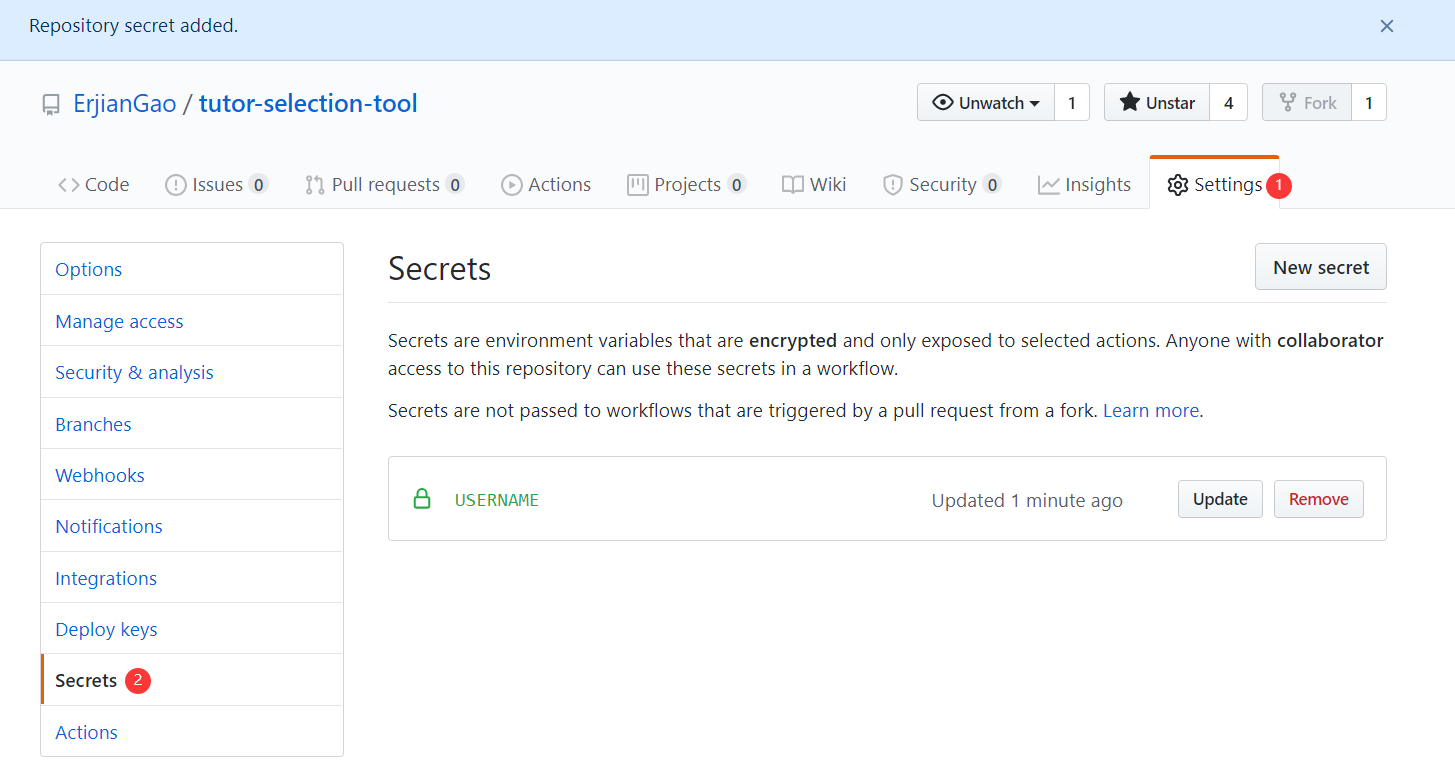 Repository secret added.
ErjianGao / tutor-selection-tool
Unwatch 1 Unstar 4 Fork 1
Code Issues 0 Pull requests 0 Actions Projects 0 Wiki Security 0 Insights Settings 1
Options
Manage access
Security & analysis
Branches
Webhooks
Notifications
Integrations
Deploy keys
Secrets 2
Actions
Secrets
New secret
Secrets are environment variables that are encrypted and only exposed to selected actions. Anyone with collaborator
access to this repository can use these secrets in a workflow.
Secrets are not passed to workflows that are triggered by a pull request from a fork. Learn more.
USERNAME Updated 1 minute ago Update Remove